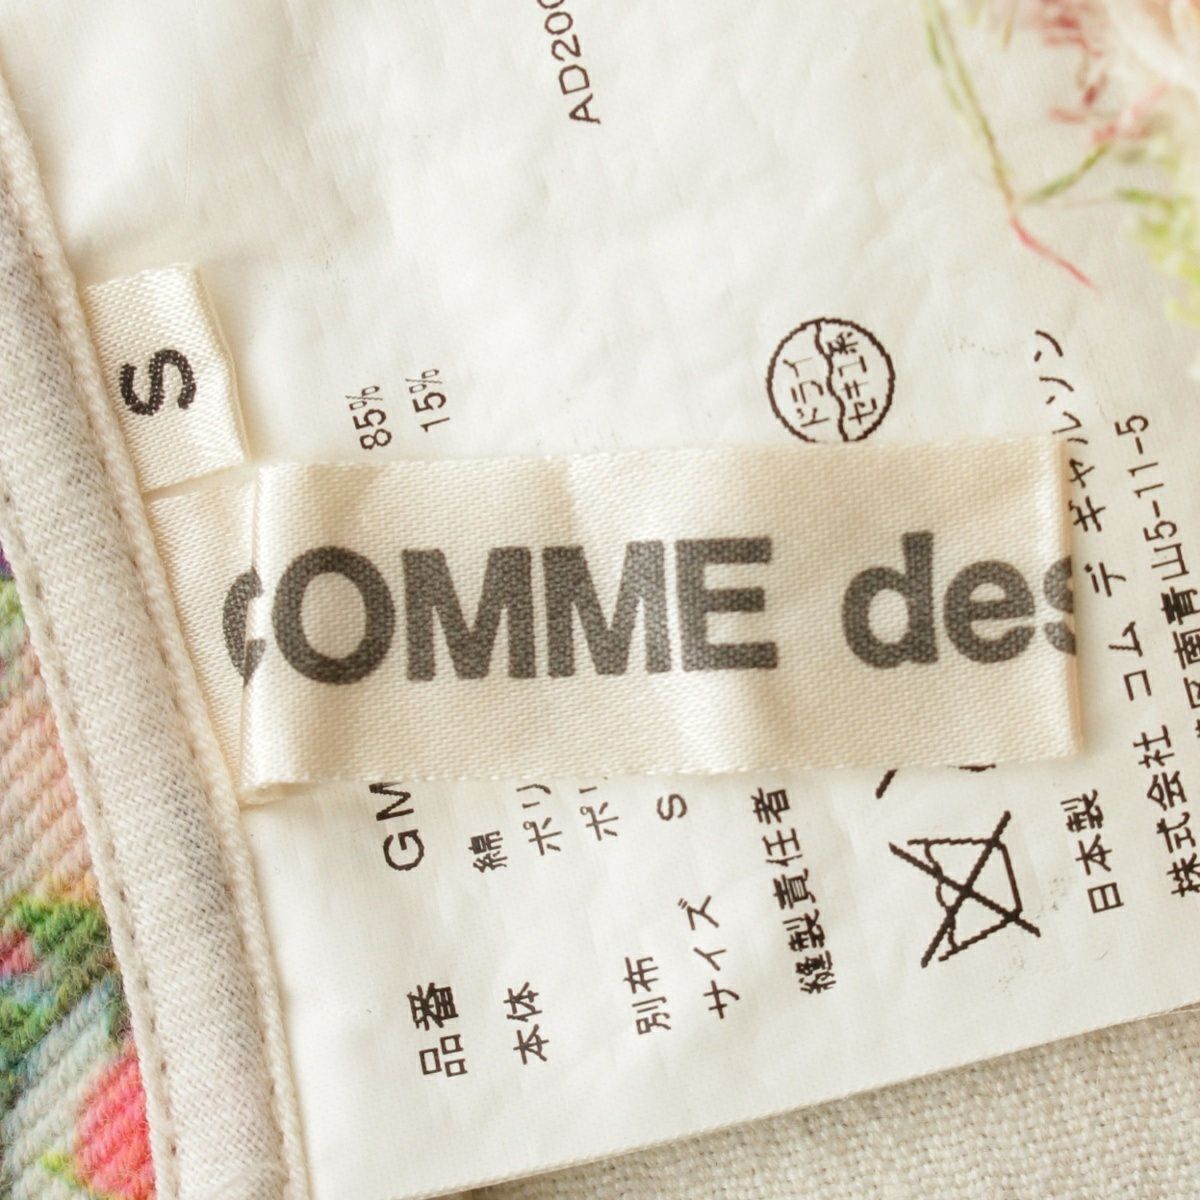 COMME des
S
AD200
品番 GM
本体 綿 85%
ポリ 15%
別布 ポリ
サイズ S
縫製責任者
ドライ
セキユ系
日本製
株式会社 コム デ ギャルソン
区南青山5-11-5